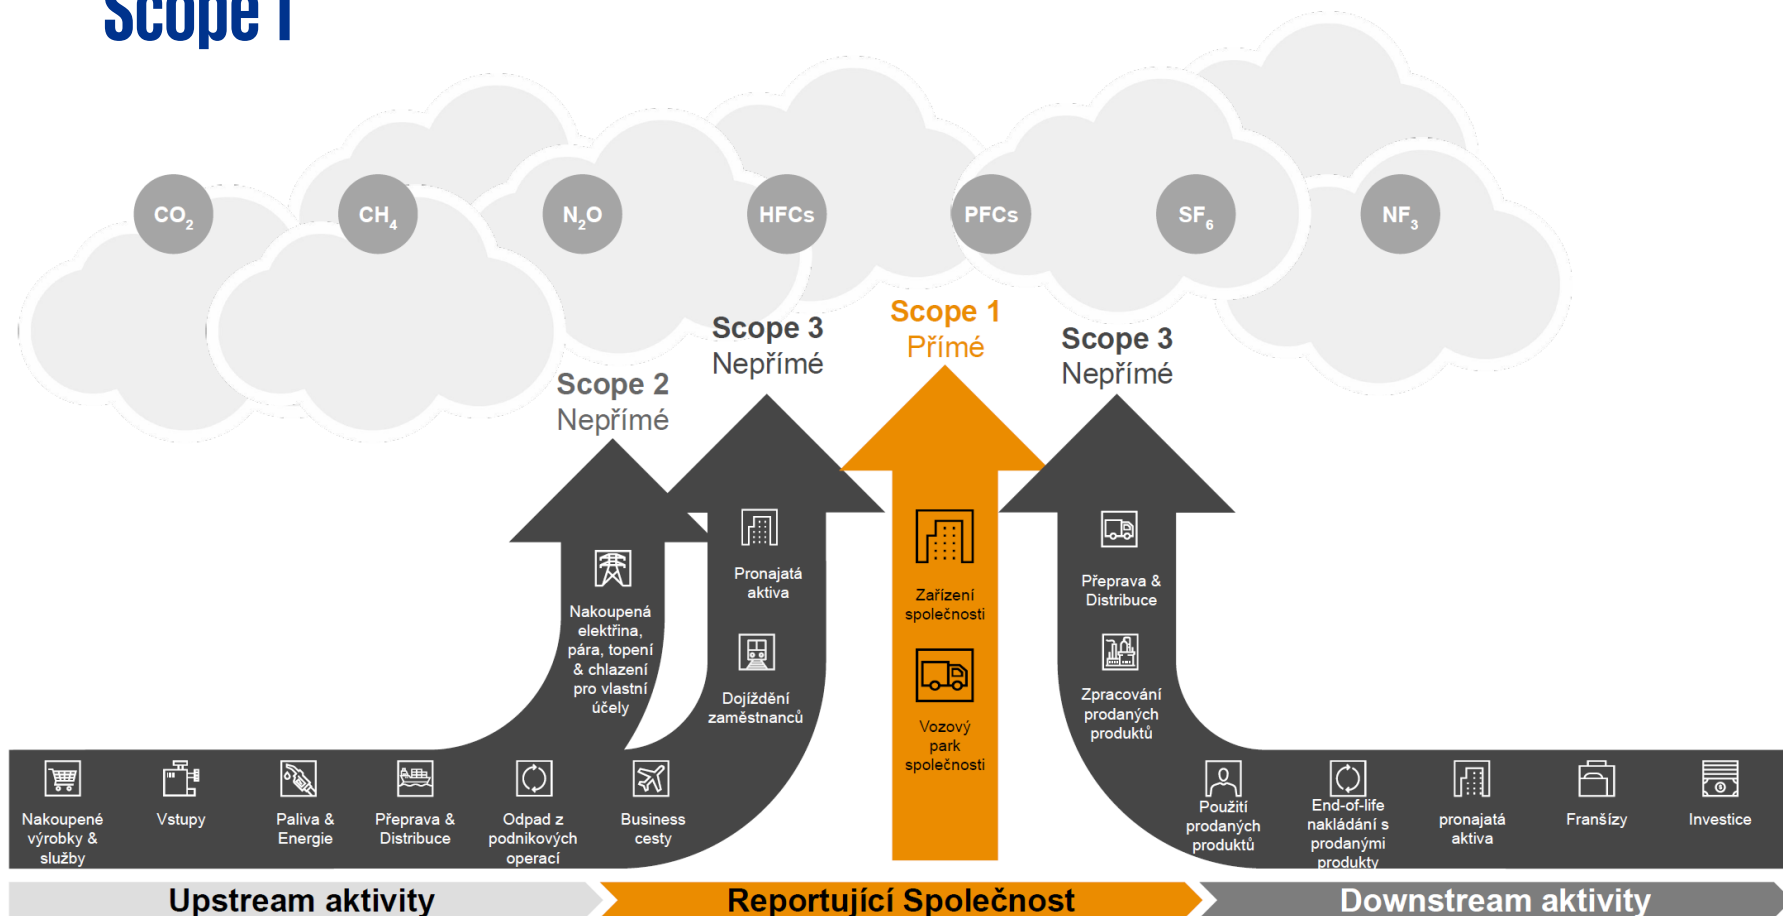 Scope 1
CO2
CH4
N2O
HFCs
PFCs
SF6
NF3
Scope 2
Nepřímé
Scope 3
Nepřímé
Scope 1
Přímé
Scope 3
Nepřímé
Nakoupená
elektřina,
pára, topení
& chlazení
pro vlastní
účely
Pronajatá
aktiva
Dojíždění
zaměstnanců
Zařízení
společnosti
Vozový
park
společnosti
Přeprava &
Distribuce
Zpracování
prodaných
produktů
Nakoupené
výrobky &
služby
Vstupy
Paliva &
Energie
Přeprava &
Distribuce
Odpad z
podnikových
operací
Business
cesty
Použití
prodaných
produktů
End-of-life
nakládání s
prodanými
produkty
pronajatá
aktiva
Franšízy
Investice
Upstream aktivity
Reportující Společnost
Downstream aktivity